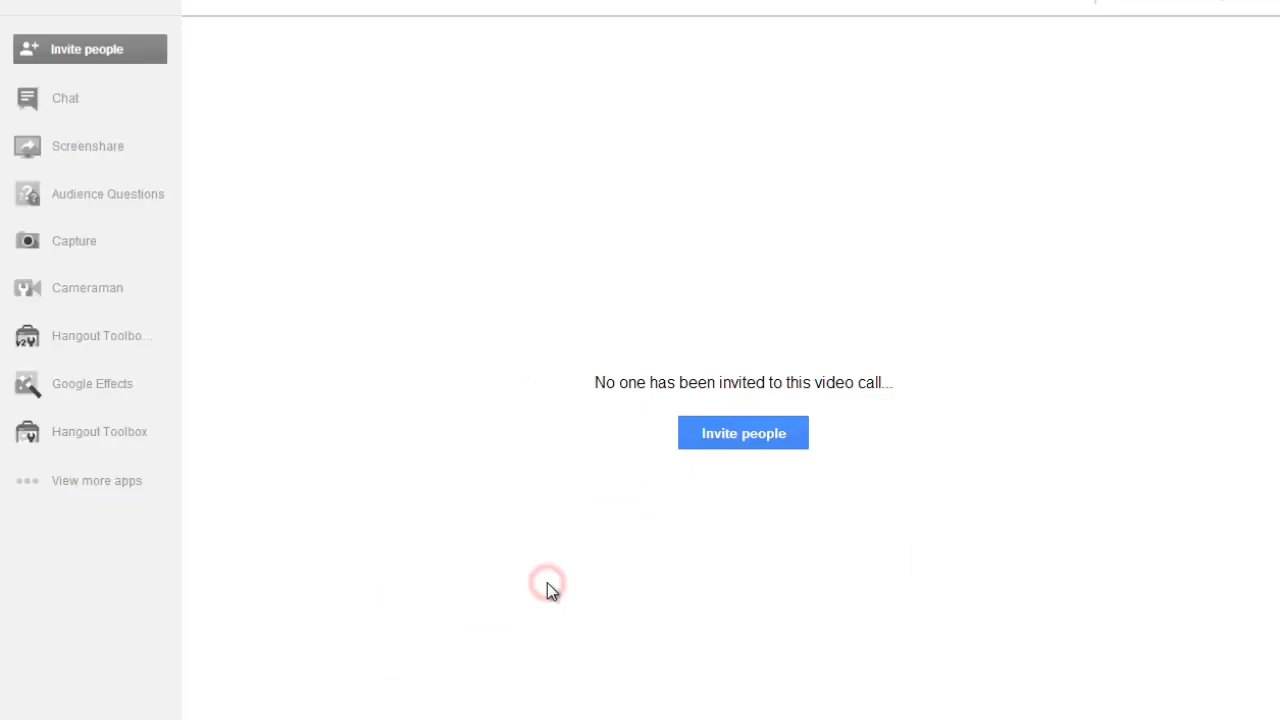 Invite people
Chat
Screenshare
Audience Questions
Capture
Cameraman
Hangout Toolbo...
Google Effects
Hangout Toolbox
View more apps
No one has been invited to this video call...
Invite people